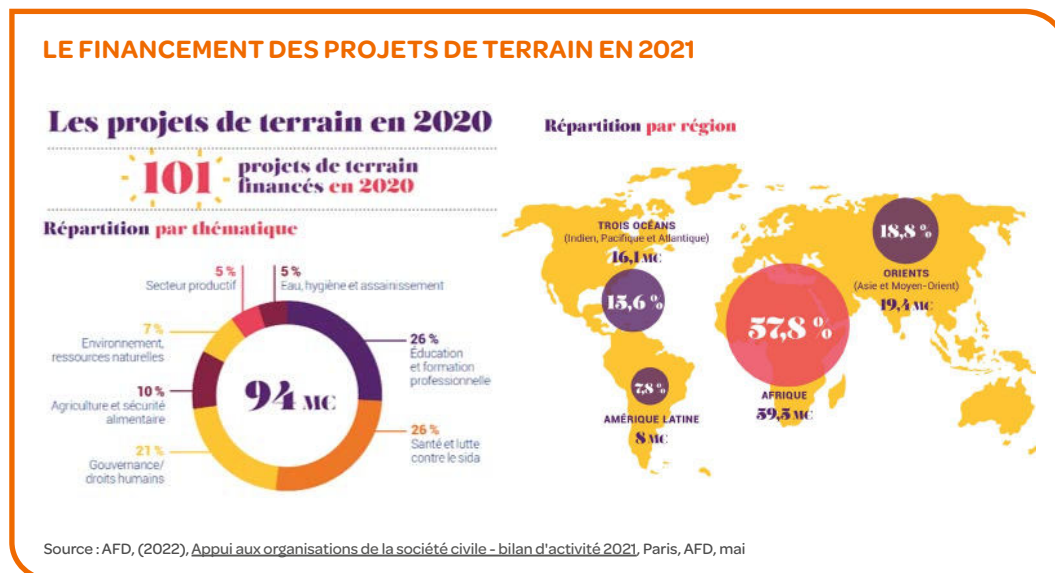 LE FINANCEMENT DES PROJETS DE TERRAIN EN 2021
Les projets de terrain en 2020
101 projets de terrain
financés en 2020
Répartition par thématique
5 %
Secteur productif
5 %
Eau, hygiène et assainissement
7 %
Environnement,
ressources naturelles
26 %
Éducation
et formation
professionnelle
10 %
Agriculture et sécurité
alimentaire
94 M€
26 %
Santé et lutte
contre le sida
21 %
Gouvernance/
droits humains
Répartition par région
TROIS OCÉANS
(Indien, Pacifique et Atlantique)
16,1 M€
15,6 %
18,8 %
ORIENTS
(Asie et Moyen-Orient)
19,4 M€
57,8 %
AFRIQUE
59,5 M€
7,8 %
AMÉRIQUE LATINE
8 M€
Source : AFD, (2022), Appui aux organisations de la société civile - bilan d'activité 2021, Paris, AFD, mai